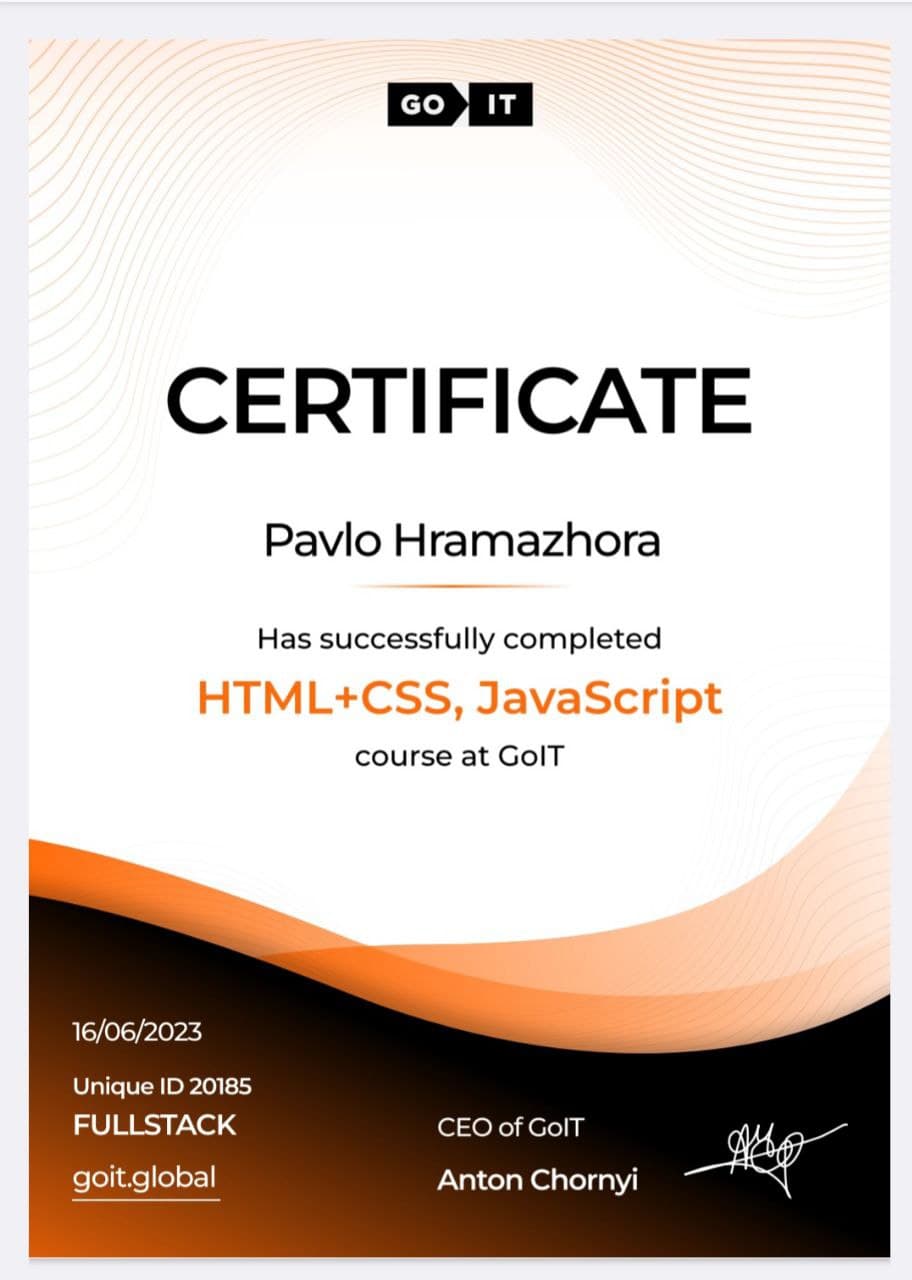 GO IT
CERTIFICATE
Pavlo Hramazhora
Has successfully completed
HTML+CSS, JavaScript
course at GoIT
16/06/2023
Unique ID 20185
FULLSTACK
goit.global
CEO of GoIT
Anton Chornyi